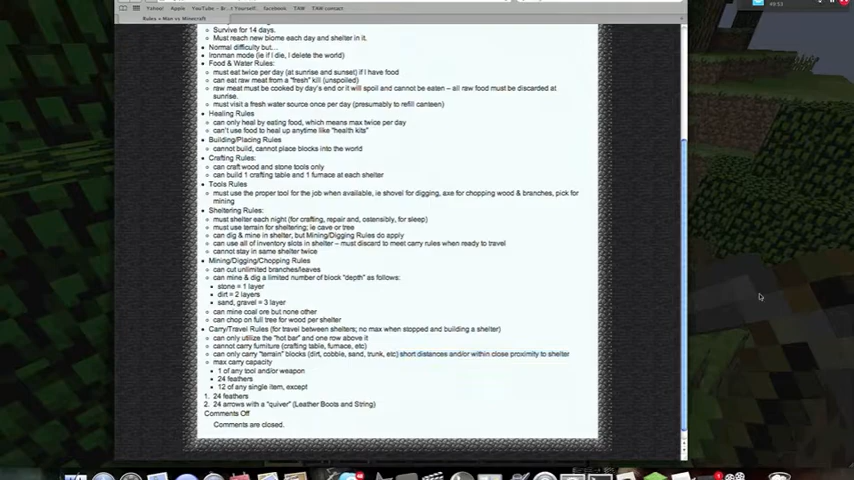 49:53
Yahoo! Apple YouTube - Br...t Yourself. facebook TAW TAW contact
Rules « Man vs Minecraft
Survive for 14 days.
Must reach new biome each day and shelter in it.
Normal difficulty but...
Ironman mode (ie if I die, I delete the world)
Food & Water Rules:
must eat twice per day (at sunrise and sunset) if I have food
can eat raw meat from a "fresh" kill (unspoiled)
raw meat must be cooked by day's end or it will spoil and cannot be eaten – all raw food must be discarded at
sunrise.
must visit a fresh water source once per day (presumably to refill canteen)
Healing Rules
can only heal by eating food, which means max twice per day
can't use food to heal up anytime like "health kits"
Building/Placing Rules
cannot build, cannot place blocks into the world
Crafting Rules:
can craft wood and stone tools only
can build 1 crafting table and 1 furnace at each shelter
Tools Rules
must use the proper tool for the job when available, ie shovel for digging, axe for chopping wood & branches, pick for
mining
Sheltering Rules:
must shelter each night (for crafting, repair and, ostensibly, for sleep)
must use terrain for sheltering; ie cave or tree
can dig & mine in shelter, but Mining/Digging Rules do apply
can use all of inventory slots in shelter – must discard to meet carry rules when ready to travel
cannot stay in same shelter twice
Mining/Digging/Chopping Rules
can cut unlimited branches/leaves
can mine & dig a limited number of block "depth" as follows:
stone = 1 layer
dirt = 2 layers
sand, gravel = 3 layer
can mine coal ore but none other
can chop on full tree for wood per shelter
Carry/Travel Rules (for travel between shelters; no max when stopped and building a shelter)
can only utilize the "hot bar" and one row above it
cannot carry furniture (crafting table, furnace, etc)
can only carry "terrain" blocks (dirt, cobble, sand, trunk, etc) short distances and/or within close proximity to shelter
max carry capacity
1 of any tool and/or weapon
24 feathers
12 of any single item, except
1. 24 feathers
2. 24 arrows with a "quiver" (Leather Boots and String)
Comments Off
Comments are closed.